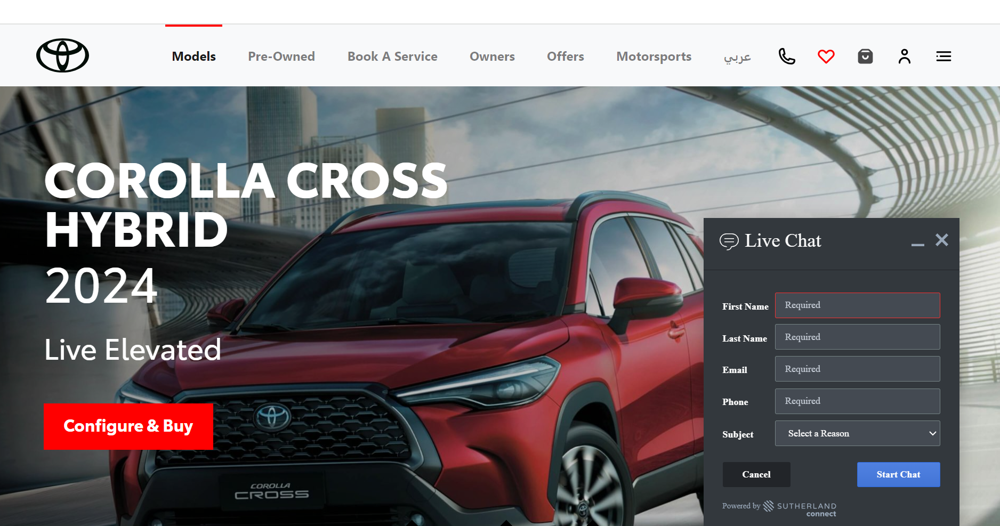 Models
Pre-Owned
Book A Service
Owners
Offers
Motorsports
عربي
COROLLA CROSS
HYBRID
2024
Live Elevated
Configure & Buy
COROLLA
CROSS
Live Chat
First Name Required
Last Name Required
Email Required
Phone Required
Subject Select a Reason
Cancel Start Chat
Powered by SUTHERLAND
connect